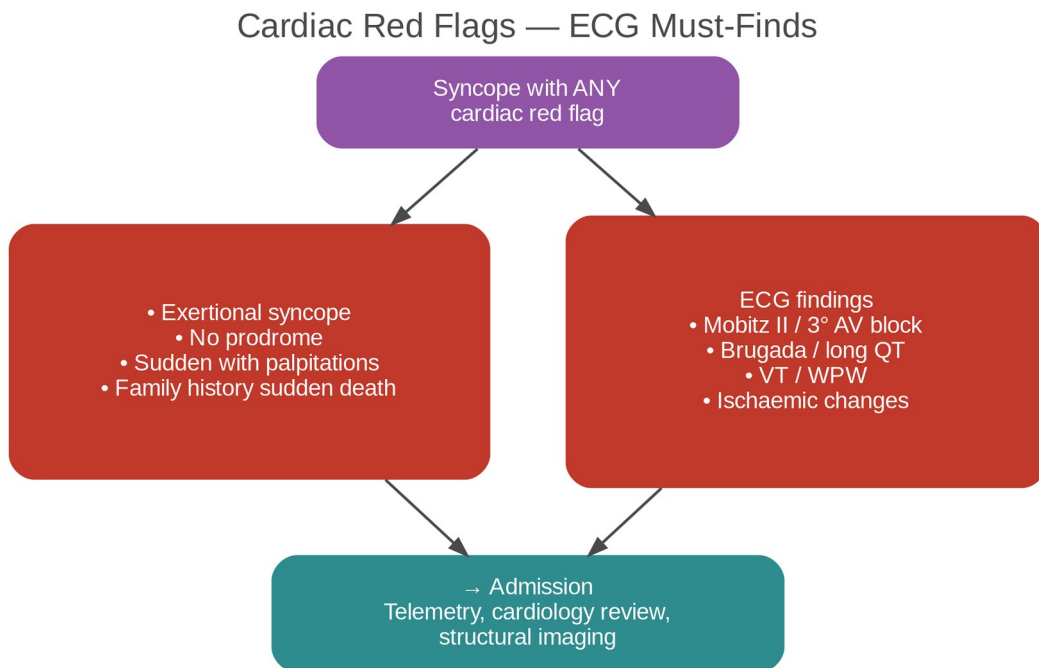 Cardiac Red Flags — ECG Must-Finds
Syncope with ANY
cardiac red flag
• Exertional syncope
• No prodrome
• Sudden with palpitations
• Family history sudden death
ECG findings
• Mobitz II / 3° AV block
• Brugada / long QT
• VT / WPW
• Ischaemic changes
→ Admission
Telemetry, cardiology review,
structural imaging